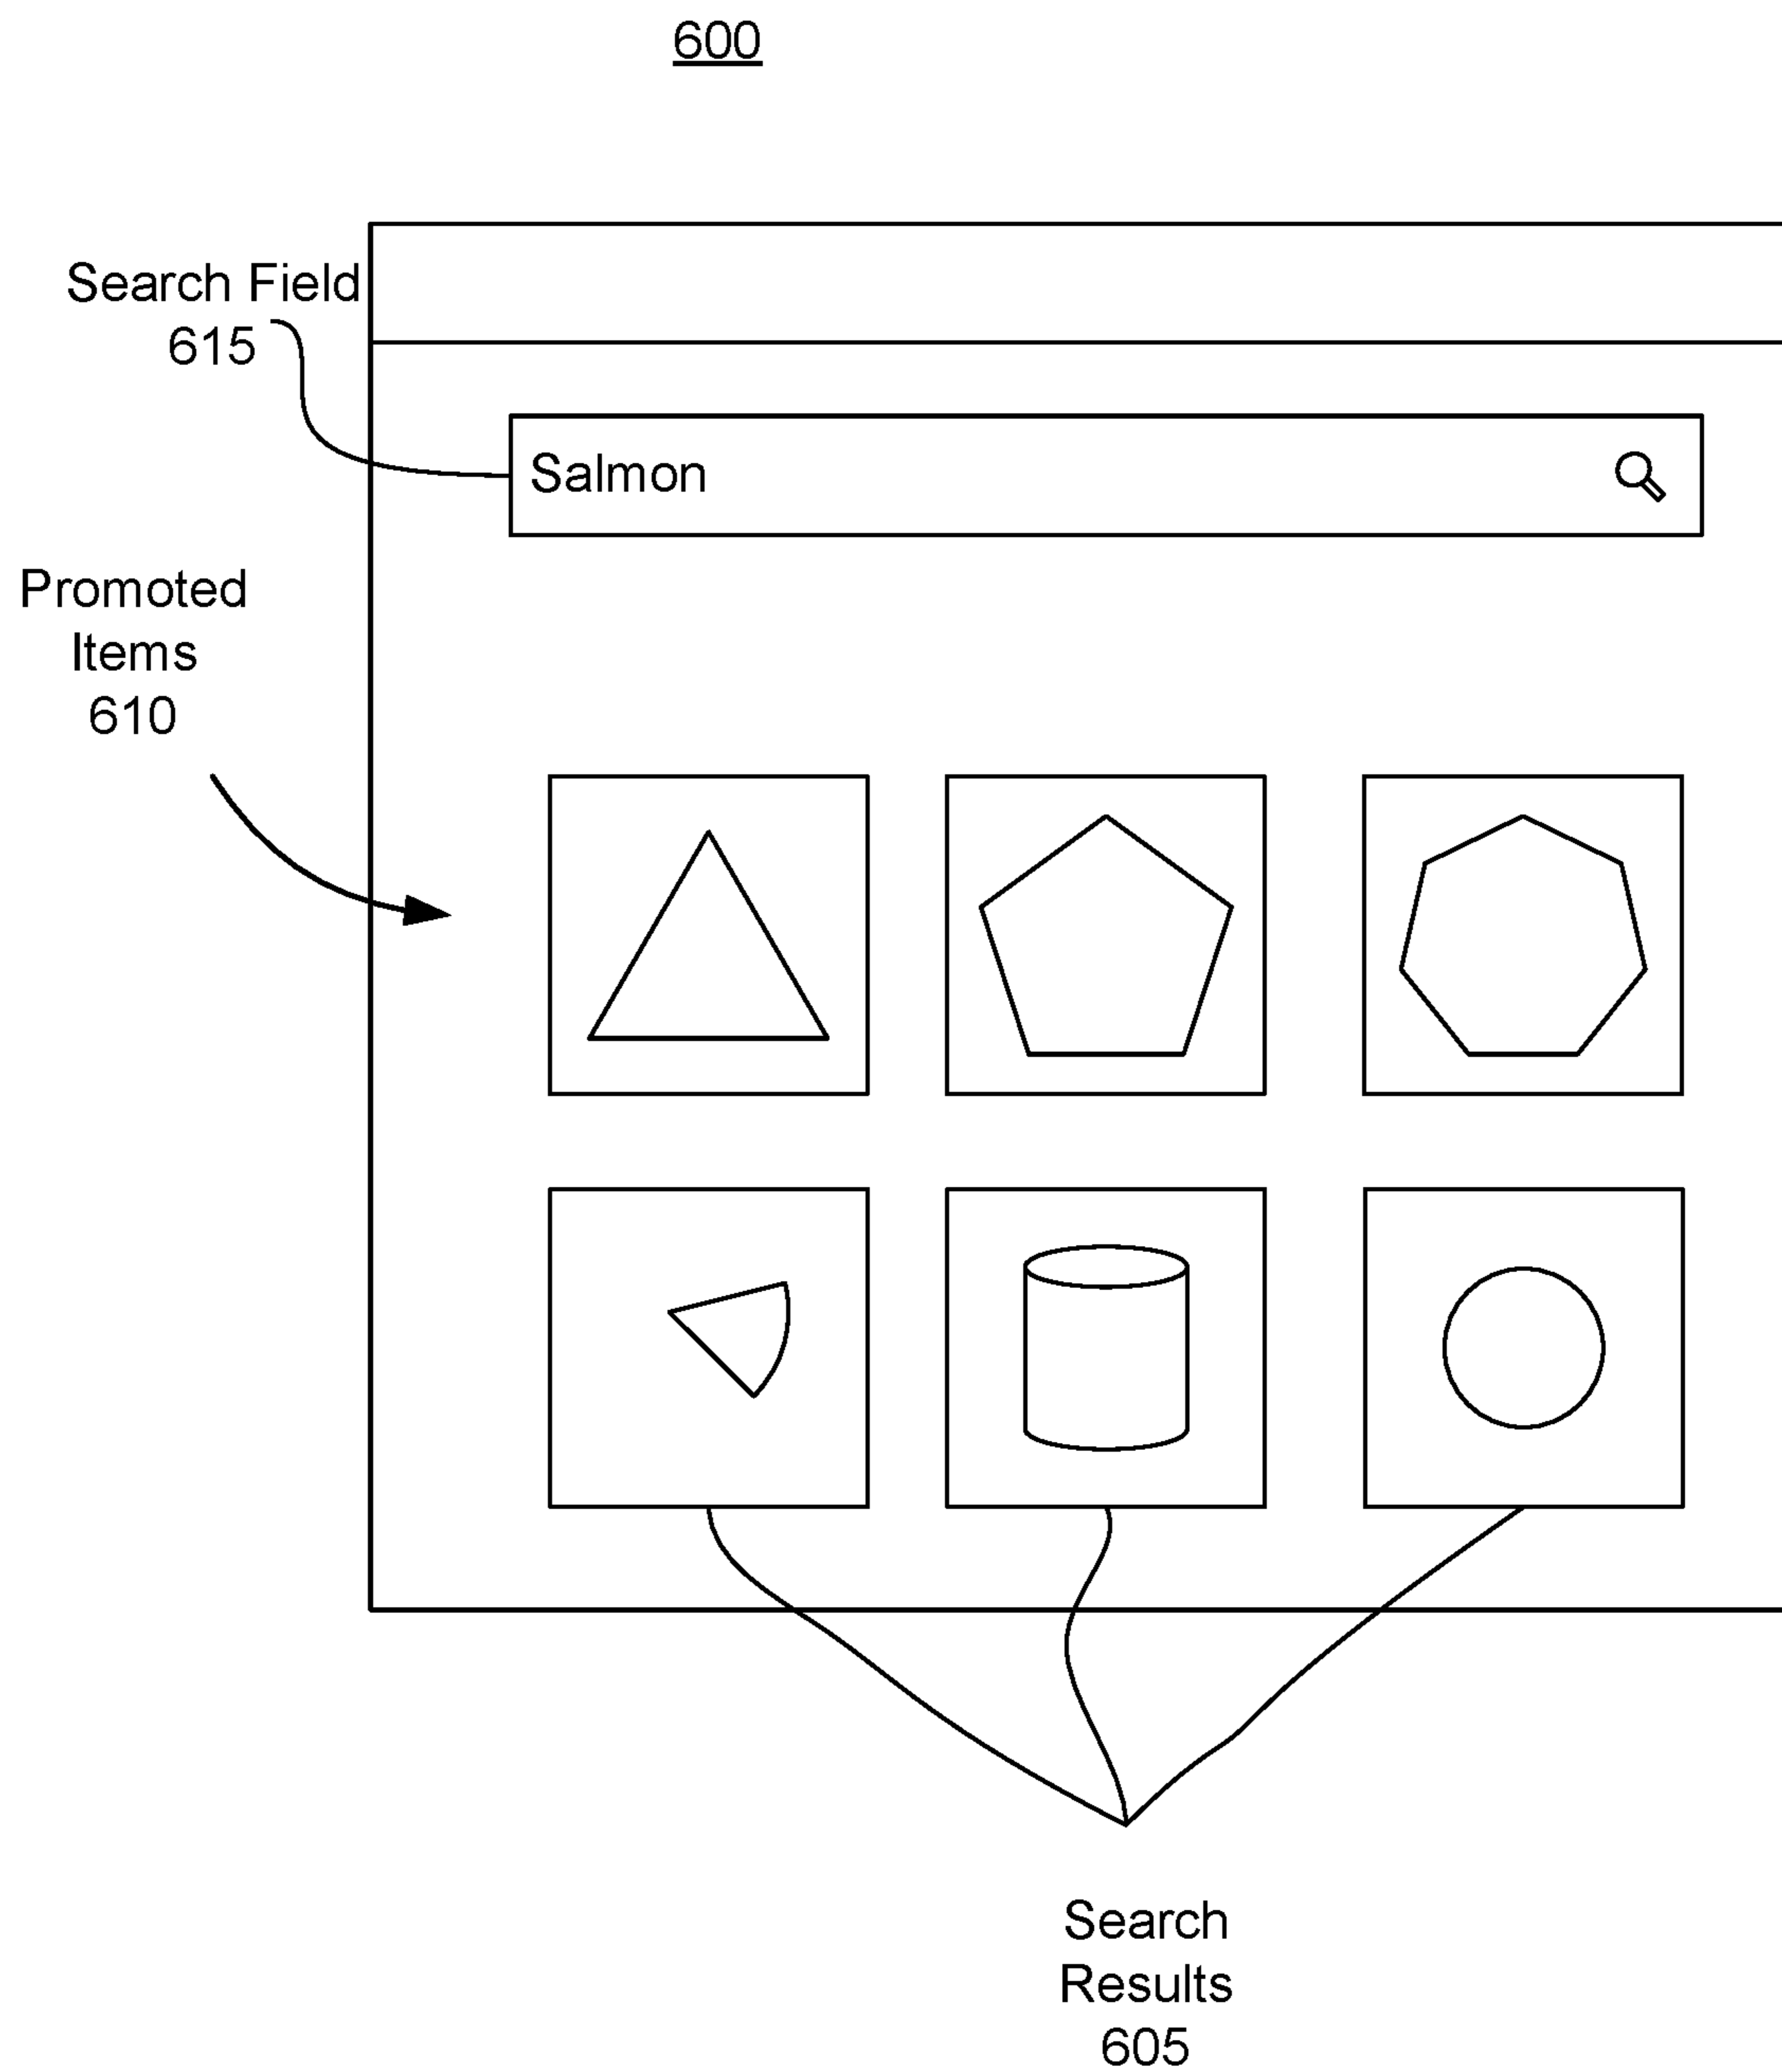 600
Search Field
615
Salmon
Promoted
Items
610
Search
Results
605